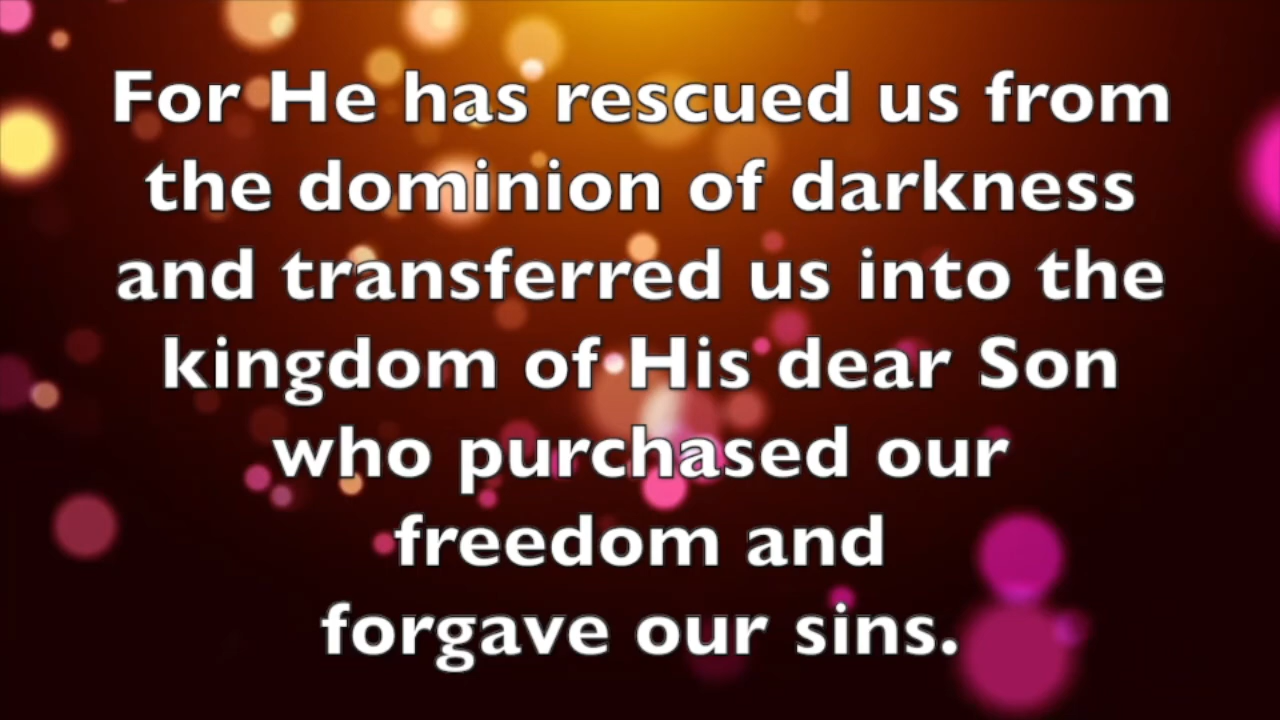 For He has rescued us from
the dominion of darkness
and transferred us into the
kingdom of His dear Son
who purchased our
freedom and
forgave our sins.